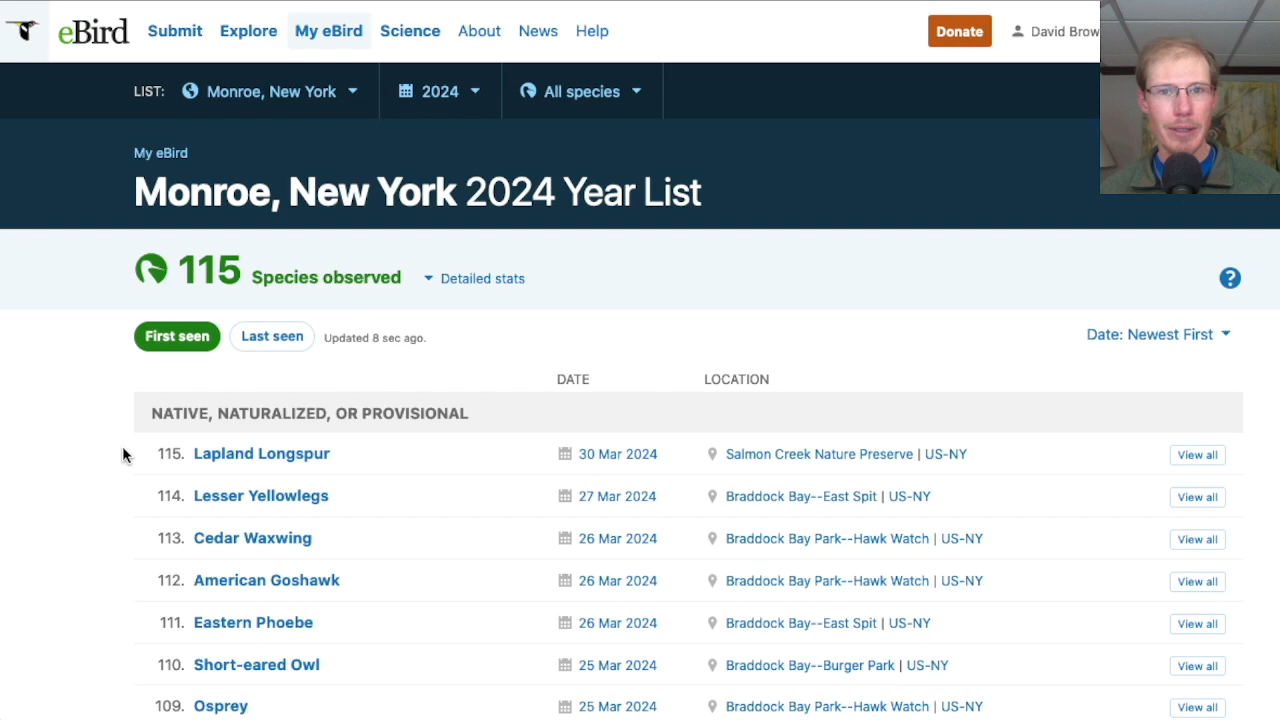 eBird Submit Explore My eBird Science About News Help Donate David Brow
LIST: Monroe, New York 2024 All species
My eBird
Monroe, New York 2024 Year List
115 Species observed Detailed stats ?
First seen Last seen Updated 8 sec ago. Date: Newest First
DATE LOCATION
NATIVE, NATURALIZED, OR PROVISIONAL
115. Lapland Longspur 30 Mar 2024 Salmon Creek Nature Preserve | US-NY View all
114. Lesser Yellowlegs 27 Mar 2024 Braddock Bay--East Spit | US-NY View all
113. Cedar Waxwing 26 Mar 2024 Braddock Bay Park--Hawk Watch | US-NY View all
112. American Goshawk 26 Mar 2024 Braddock Bay Park--Hawk Watch | US-NY View all
111. Eastern Phoebe 26 Mar 2024 Braddock Bay--East Spit | US-NY View all
110. Short-eared Owl 25 Mar 2024 Braddock Bay--Burger Park | US-NY View all
109. Osprey 25 Mar 2024 Braddock Bay Park--Hawk Watch | US-NY View all